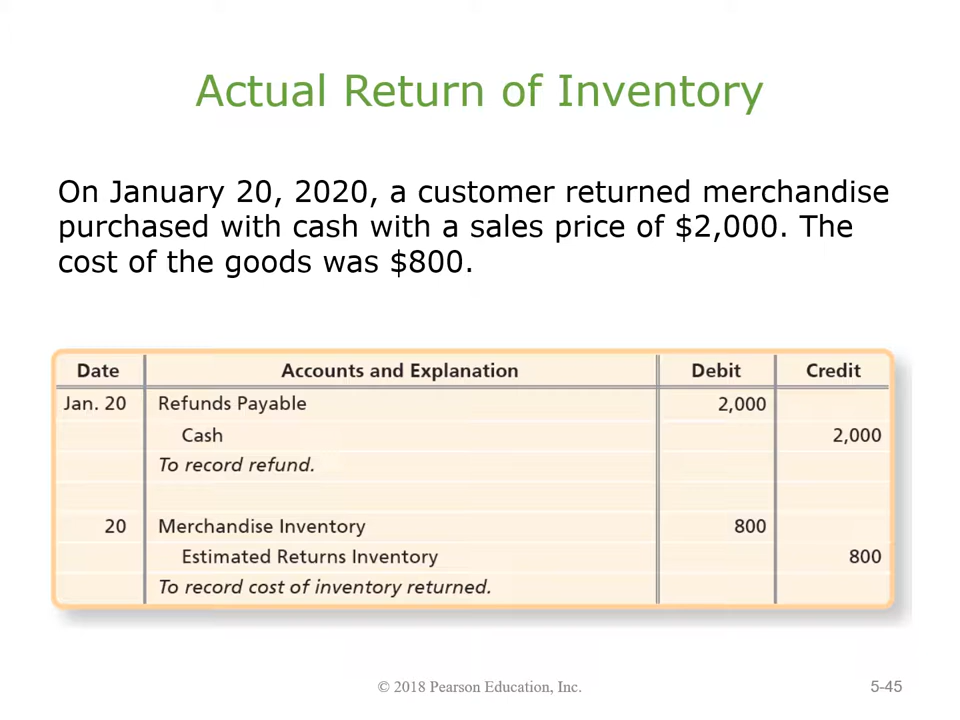 Actual Return of Inventory
On January 20, 2020, a customer returned merchandise
purchased with cash with a sales price of $2,000. The
cost of the goods was $800.
Date Accounts and Explanation Debit Credit
Jan. 20 Refunds Payable 2,000
Cash 2,000
To record refund.
20 Merchandise Inventory 800
Estimated Returns Inventory 800
To record cost of inventory returned.
© 2018 Pearson Education, Inc. 5-45